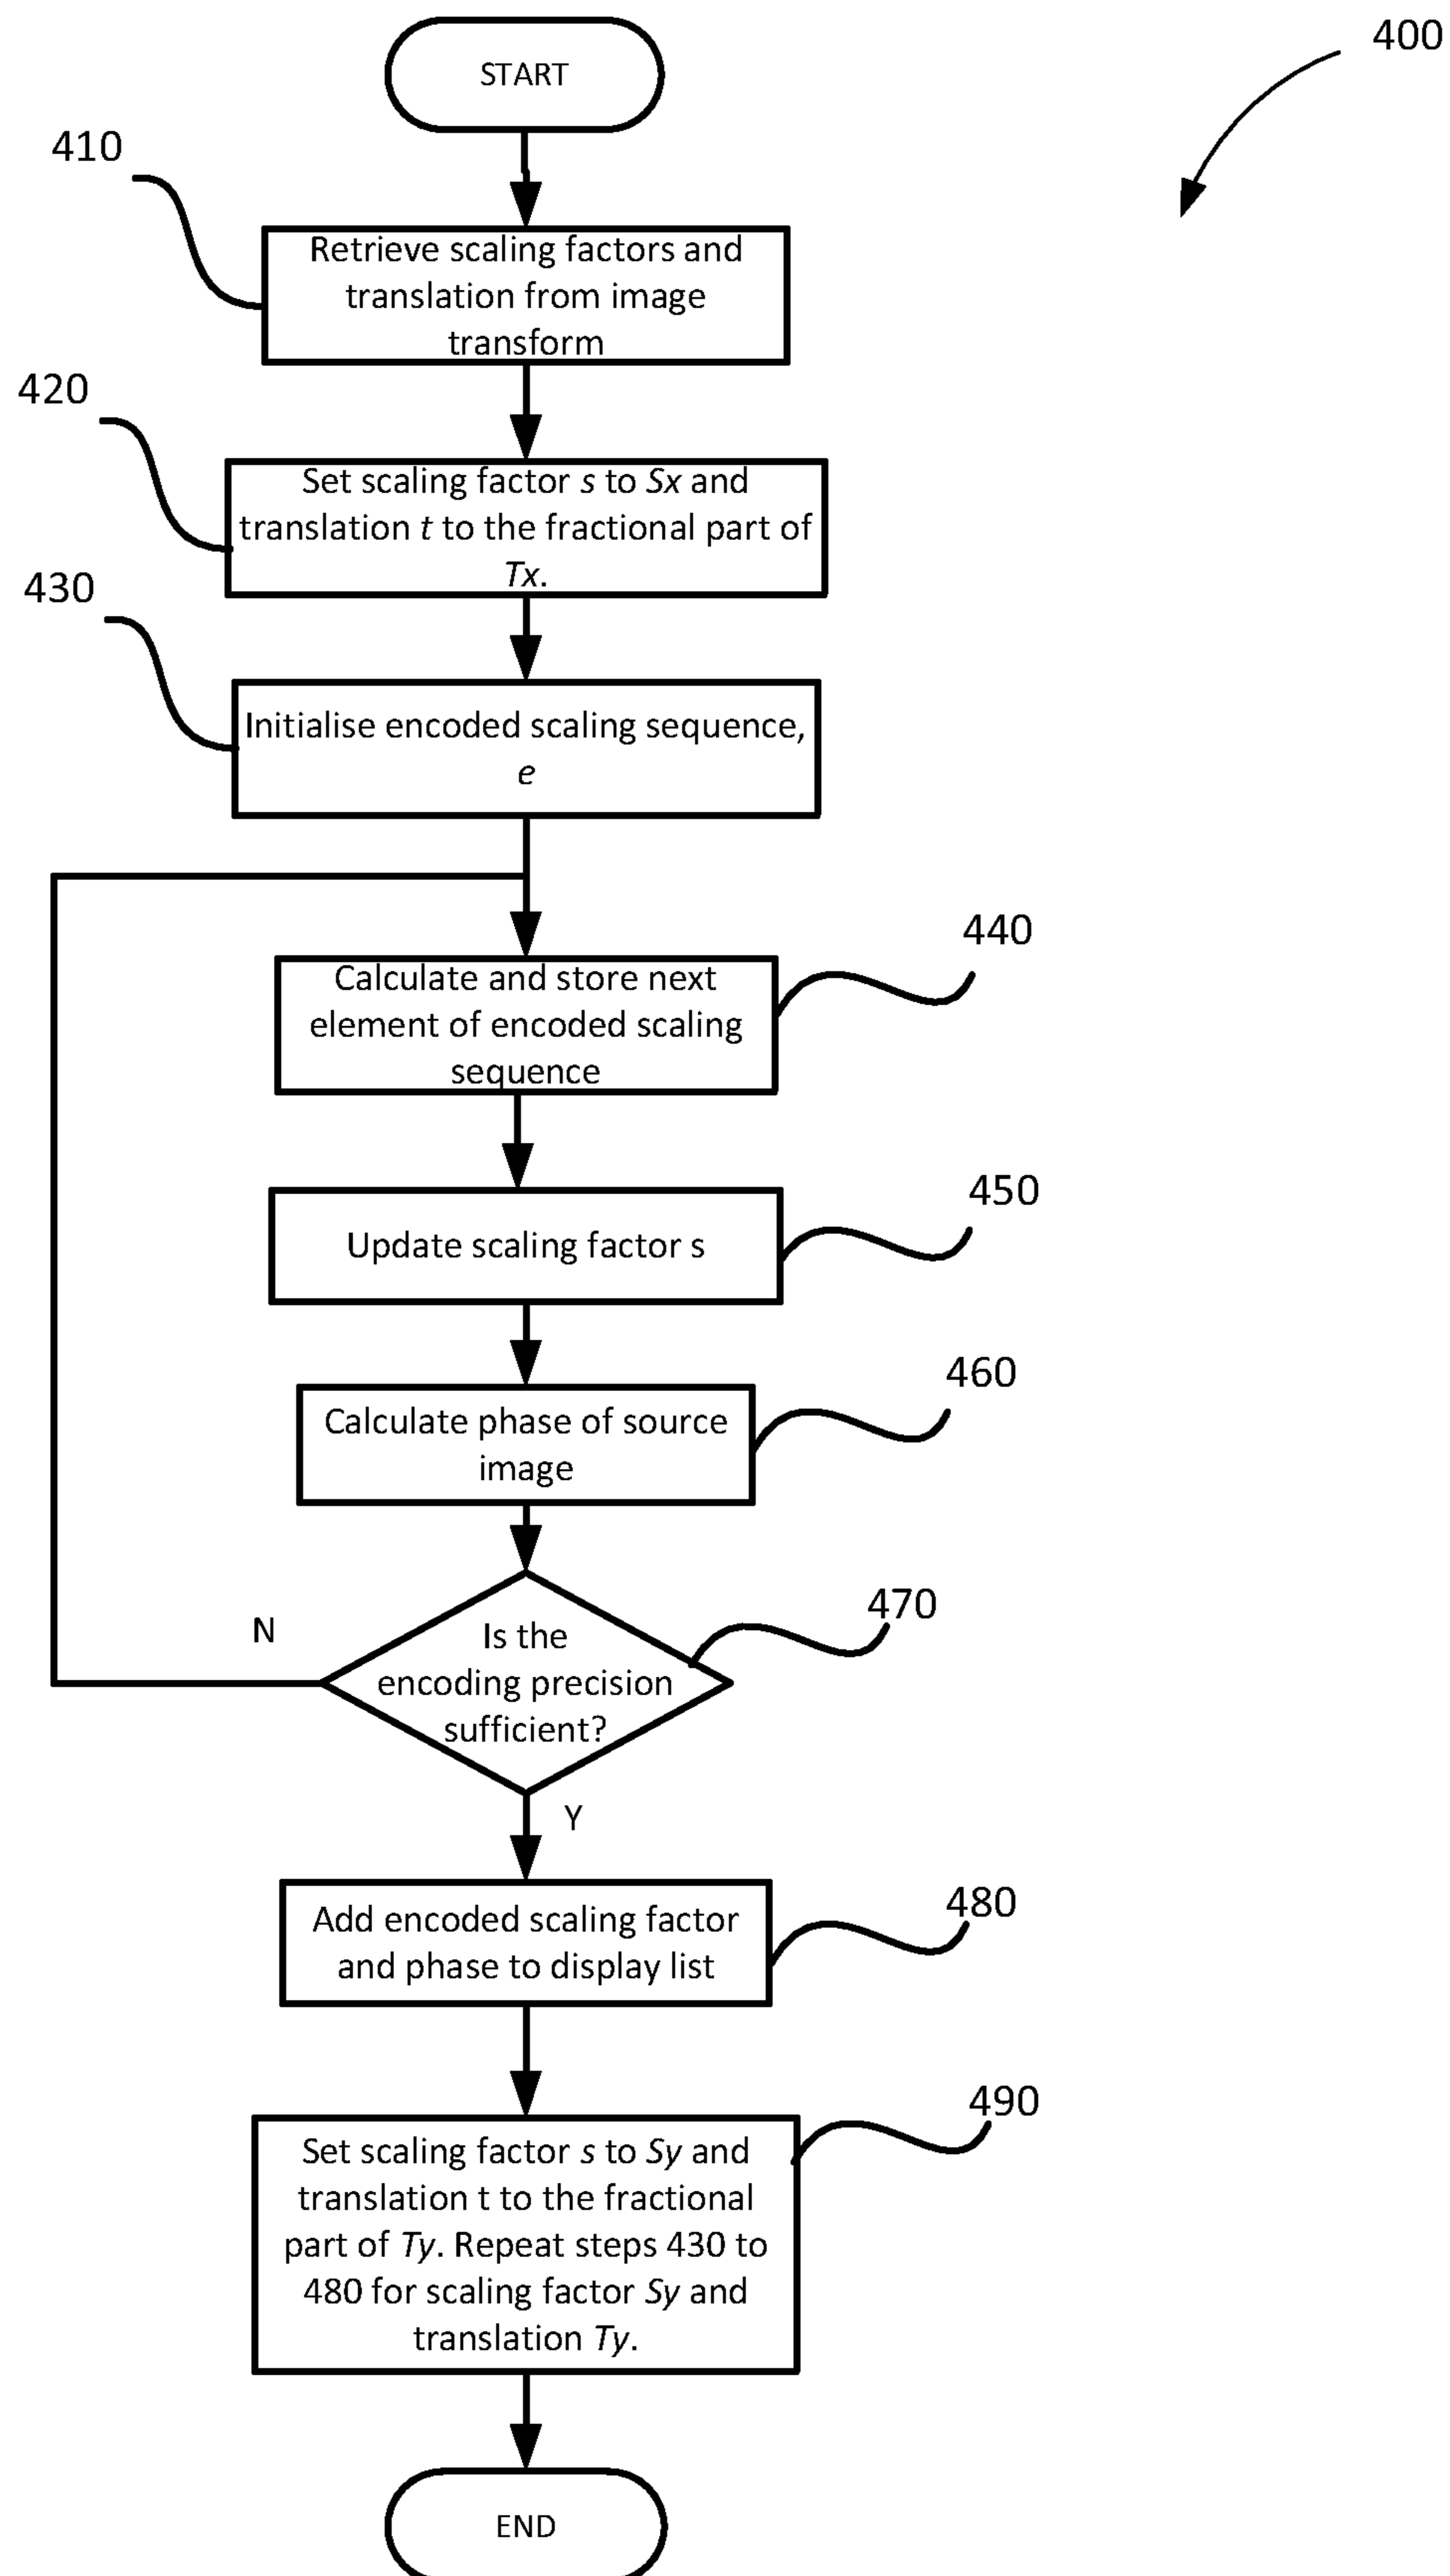 START
400
410
Retrieve scaling factors and
translation from image
transform
420
Set scaling factor s to Sx and
translation t to the fractional part of
Tx.
430
Initialise encoded scaling sequence,
e
440
Calculate and store next
element of encoded scaling
sequence
450
Update scaling factor s
460
Calculate phase of source
image
470
N
Is the
encoding precision
sufficient?
Y
480
Add encoded scaling factor
and phase to display list
490
Set scaling factor s to Sy and
translation t to the fractional
part of Ty. Repeat steps 430 to
480 for scaling factor Sy and
translation Ty.
END